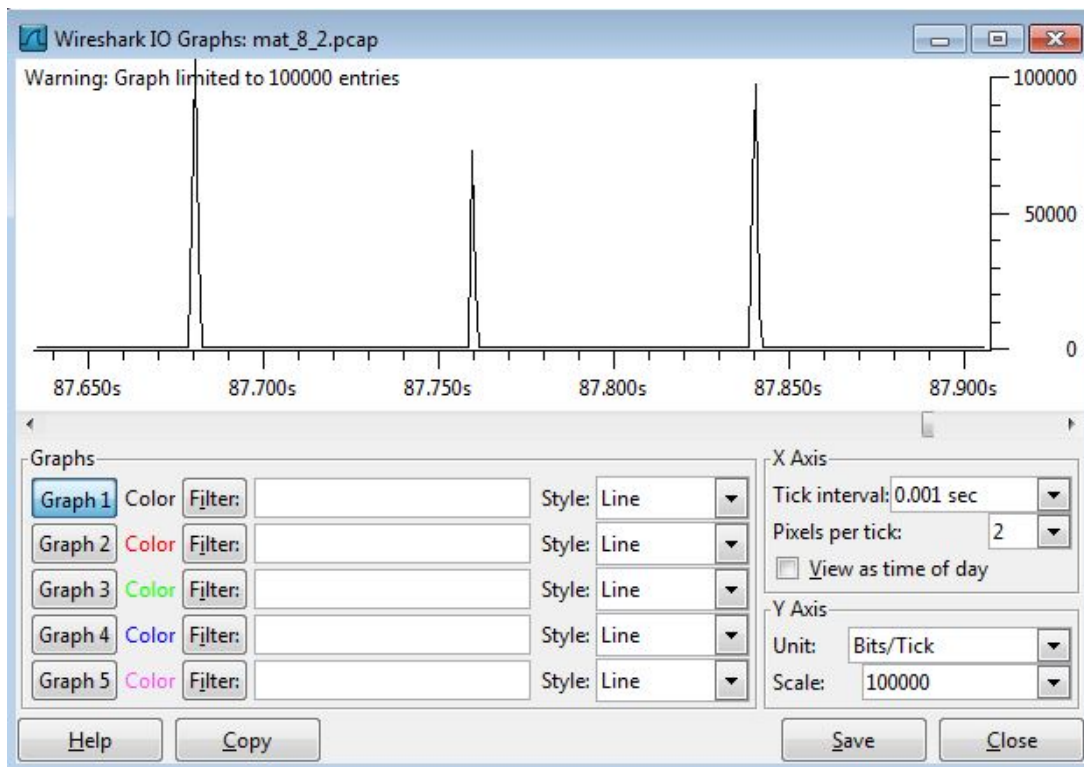 Wireshark IO Graphs: mat_8_2.pcap
Warning: Graph limited to 100000 entries
100000
50000
0
87.650s 87.700s 87.750s 87.800s 87.850s 87.900s
Graphs
Graph 1 Color Filter: Style: Line
Graph 2 Color Filter: Style: Line
Graph 3 Color Filter: Style: Line
Graph 4 Color Filter: Style: Line
Graph 5 Color Filter: Style: Line
X Axis
Tick interval: 0.001 sec
Pixels per tick: 2
View as time of day
Y Axis
Unit: Bits/Tick
Scale: 100000
Help Copy Save Close